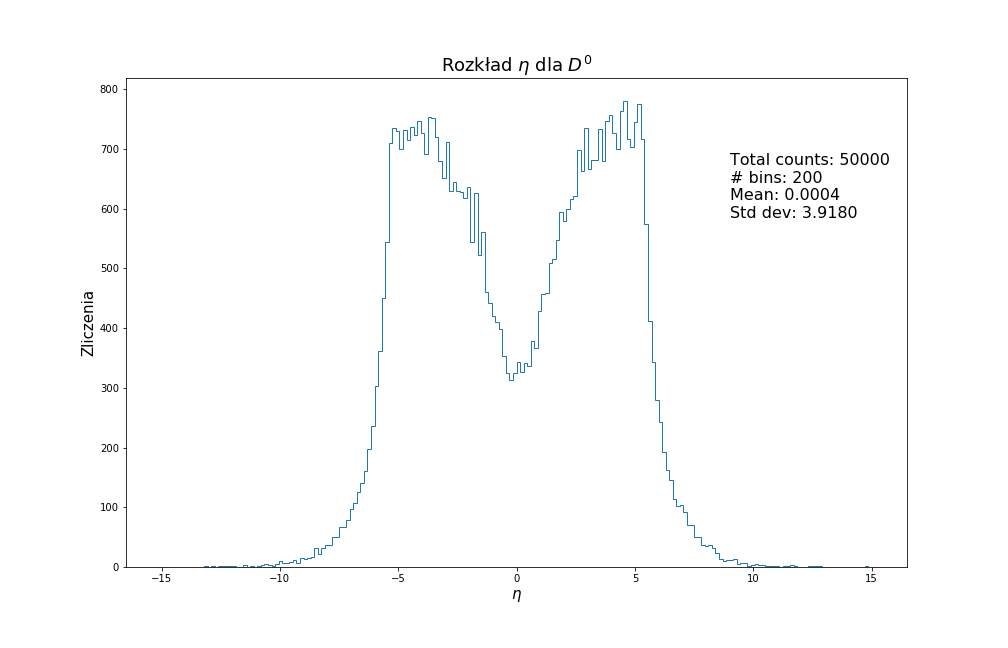 Rozkład η dla D⁰
800
700
600
500
400
300
200
100
0
Zliczenia
Total counts: 50000
# bins: 200
Mean: 0.0004
Std dev: 3.9180
−15 −10 −5 0 5 10 15
η